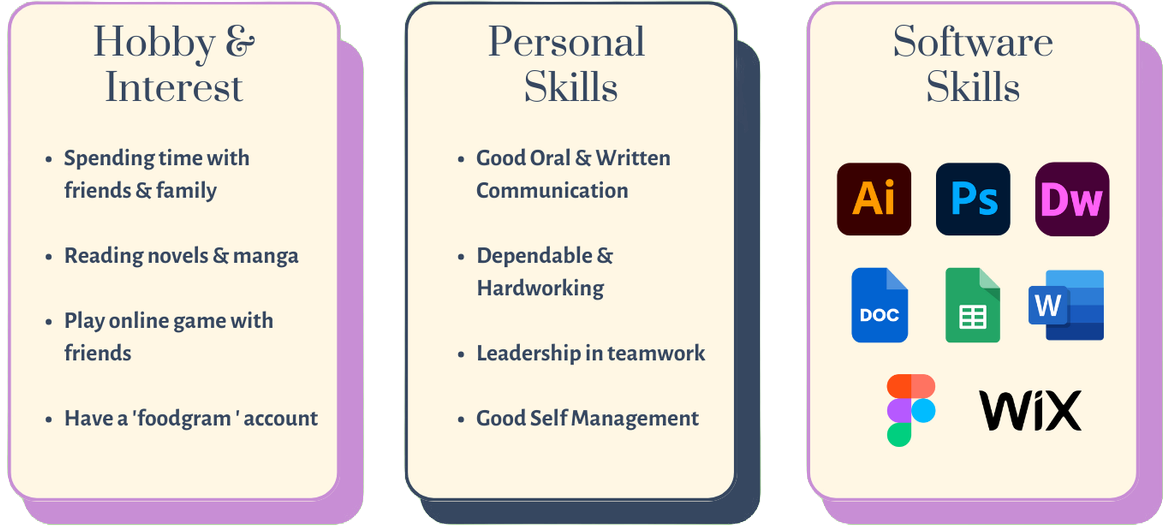 Hobby &
Interest
• Spending time with
friends & family
• Reading novels & manga
• Play online game with
friends
• Have a 'foodgram ' account
Personal
Skills
• Good Oral & Written
Communication
• Dependable &
Hardworking
• Leadership in teamwork
• Good Self Management
Software
Skills
Ai Ps Dw
DOC W
WiX